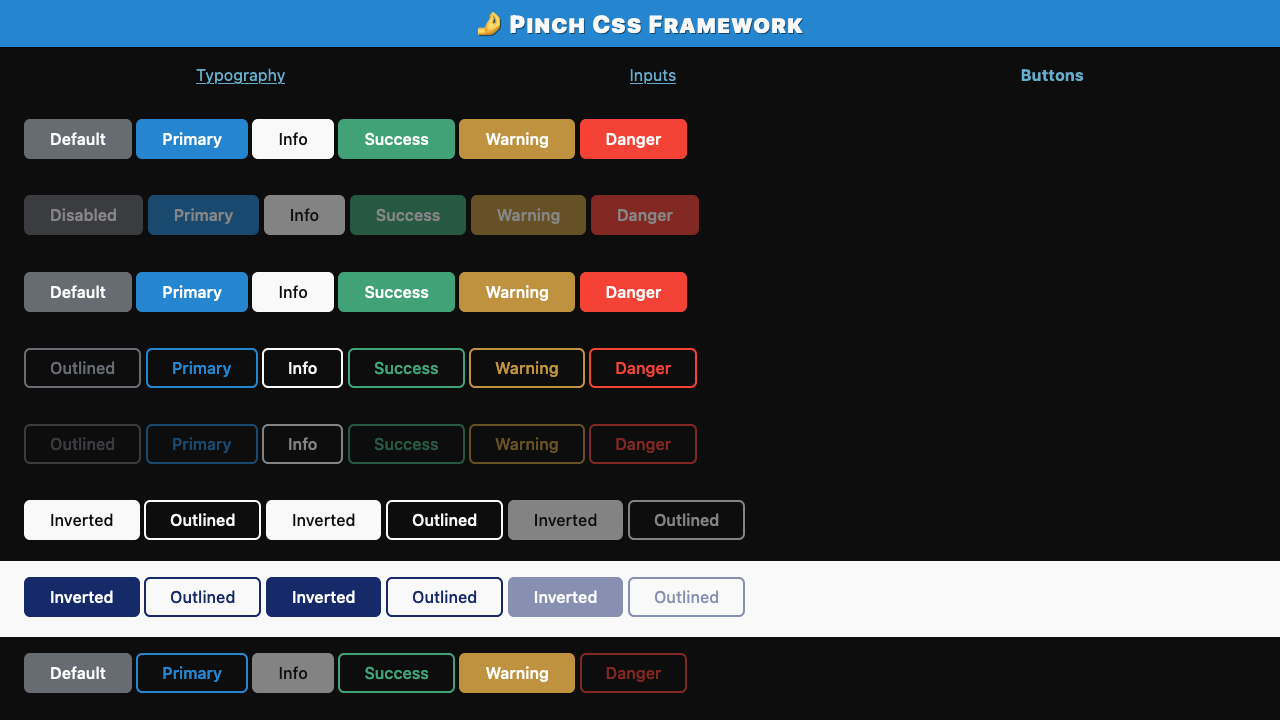 🤌 Pinch Css Framework
Typography Inputs Buttons
Default Primary Info Success Warning Danger
Disabled Primary Info Success Warning Danger
Default Primary Info Success Warning Danger
Outlined Primary Info Success Warning Danger
Outlined Primary Info Success Warning Danger
Inverted Outlined Inverted Outlined Inverted Outlined
Inverted Outlined Inverted Outlined Inverted Outlined
Default Primary Info Success Warning Danger